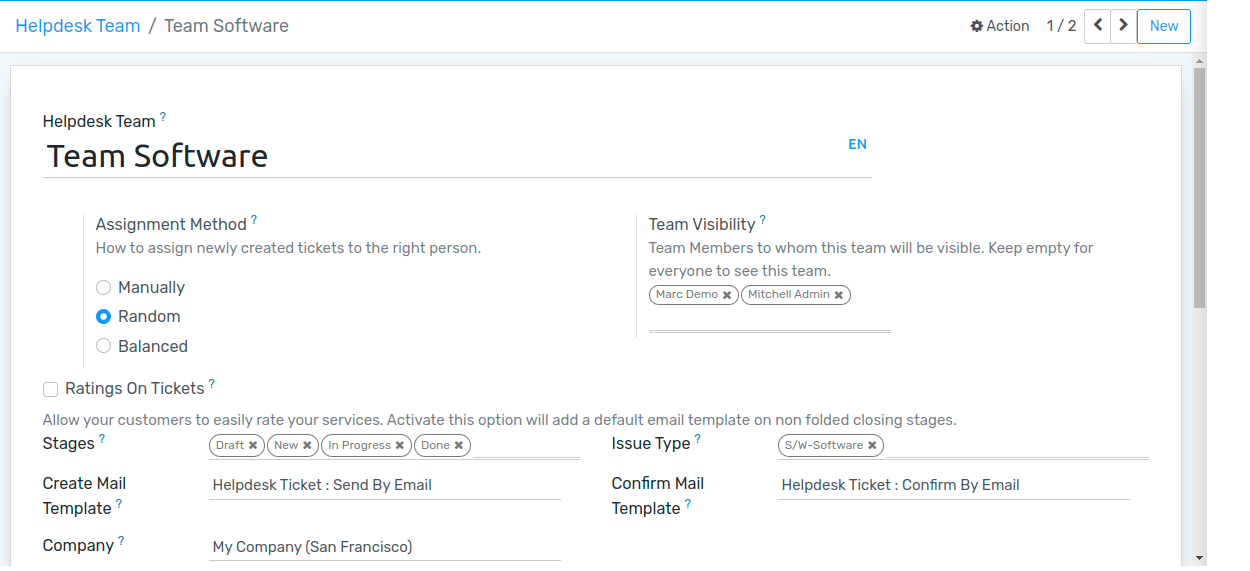 Helpdesk Team / Team Software
Action 1 / 2 New
Helpdesk Team ?
Team Software EN
Assignment Method ?
How to assign newly created tickets to the right person.
Manually
Random
Balanced
Team Visibility ?
Team Members to whom this team will be visible. Keep empty for
everyone to see this team.
Marc Demo Mitchell Admin
Ratings On Tickets ?
Allow your customers to easily rate your services. Activate this option will add a default email template on non folded closing stages.
Stages ? Draft New In Progress Done
Issue Type ? S/W-Software
Create Mail
Template ?
Helpdesk Ticket : Send By Email
Confirm Mail
Template ?
Helpdesk Ticket : Confirm By Email
Company ? My Company (San Francisco)